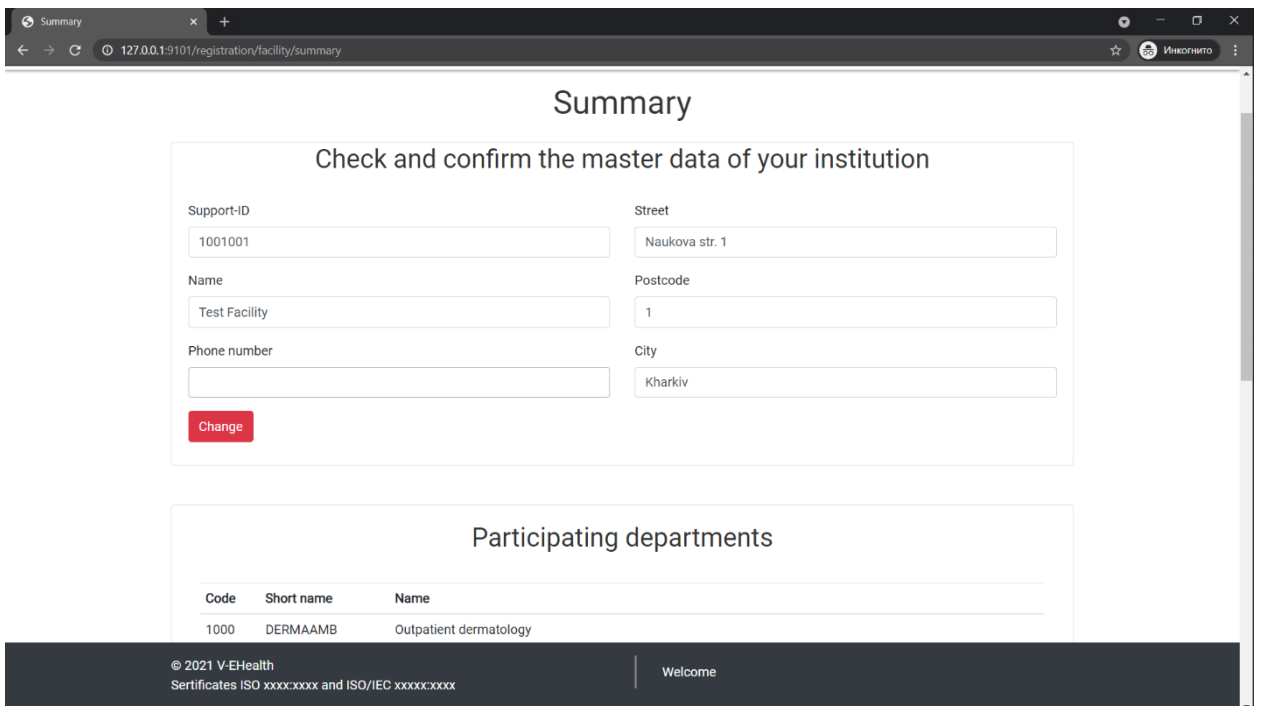 Summary
127.0.0.1:9101/registration/facility/summary
Инкогнито
Summary
Check and confirm the master data of your institution
Support-ID
1001001
Street
Naukova str. 1
Name
Test Facility
Postcode
1
Phone number
City
Kharkiv
Change
Participating departments
Code Short name Name
1000 DERMAAMB Outpatient dermatology
© 2021 V-EHealth
Sertificates ISO xxxx:xxxx and ISO/IEC xxxxx:xxxx
Welcome